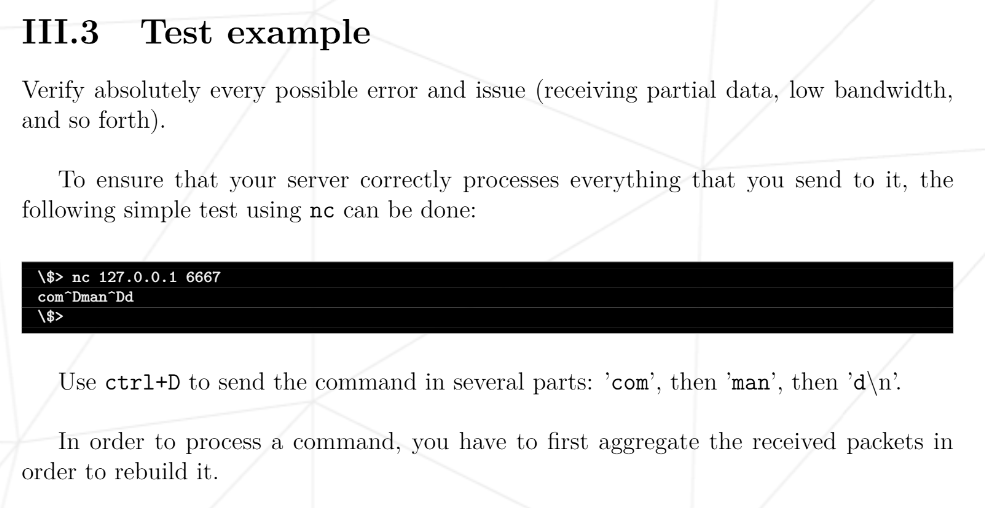 III.3 Test example
Verify absolutely every possible error and issue (receiving partial data, low bandwidth,
and so forth).
To ensure that your server correctly processes everything that you send to it, the
following simple test using nc can be done:
\$> nc 127.0.0.1 6667
com^Dman^Dd
\$>
Use ctrl+D to send the command in several parts: ’com’, then ’man’, then ’d\n’.
In order to process a command, you have to first aggregate the received packets in
order to rebuild it.